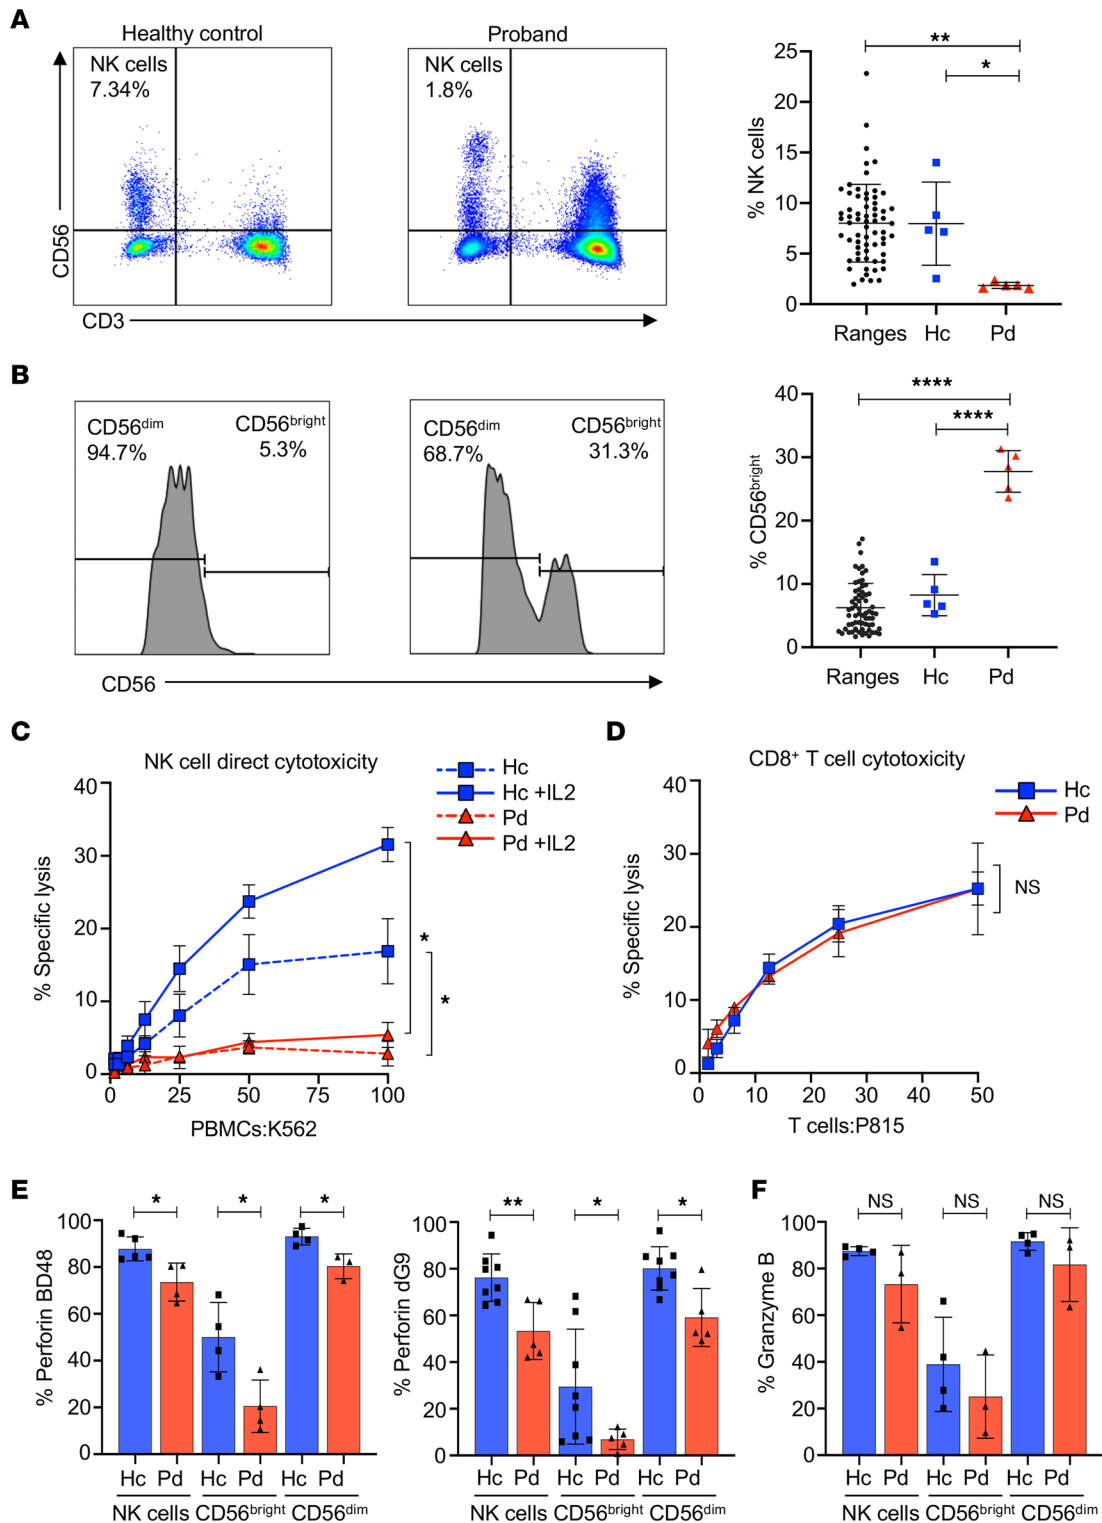 A
Healthy control
Proband
NK cells
7.34%
NK cells
1.8%
CD56
CD3
% NK cells
25
20
15
10
5
0
**
*
Ranges Hc Pd
B
CD56dim
94.7%
CD56bright
5.3%
CD56dim
68.7%
CD56bright
31.3%
CD56
% CD56bright
40
30
20
10
0
****
****
Ranges Hc Pd
C
NK cell direct cytotoxicity
% Specific lysis
40
30
20
10
0
0 25 50 75 100
PBMCs:K562
Hc
Hc +IL2
Pd
Pd +IL2
*
*
D
CD8+ T cell cytotoxicity
% Specific lysis
40
30
20
10
0
0 10 20 30 40 50
T cells:P815
Hc
Pd
NS
E
% Perforin BD48
100
80
60
40
20
0
* * *
Hc Pd Hc Pd Hc Pd
NK cells CD56bright CD56dim
% Perforin dG9
100
80
60
40
20
0
** * *
Hc Pd Hc Pd Hc Pd
NK cells CD56bright CD56dim
F
% Granzyme B
100
80
60
40
20
0
NS NS NS
Hc Pd Hc Pd Hc Pd
NK cells CD56bright CD56dim